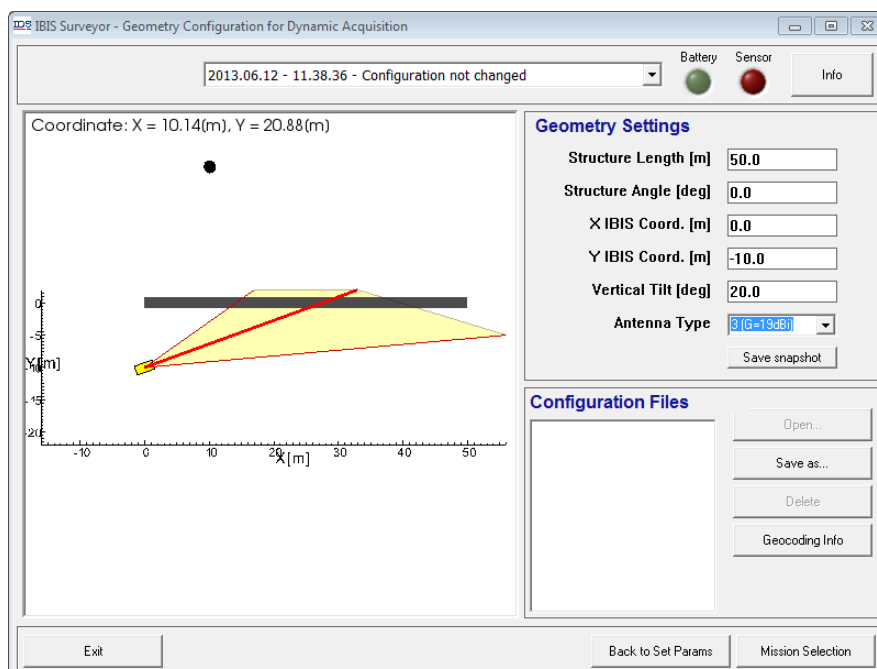 IDS IBIS Surveyor - Geometry Configuration for Dynamic Acquisition
2013.06.12 - 11.38.36 - Configuration not changed
Battery
Sensor
Info
Coordinate: X = 10.14[m], Y = 20.88[m]
0
-5
-10
-15
-20
Y[m]
-10
0
10
20
30
40
50
X[m]
Geometry Settings
Structure Length [m]
50.0
Structure Angle [deg]
0.0
X IBIS Coord. [m]
0.0
Y IBIS Coord. [m]
-10.0
Vertical Tilt [deg]
20.0
Antenna Type
3 (G=19dBi)
Save snapshot
Configuration Files
Open...
Save as...
Delete
Geocoding Info
Exit
Back to Set Params
Mission Selection